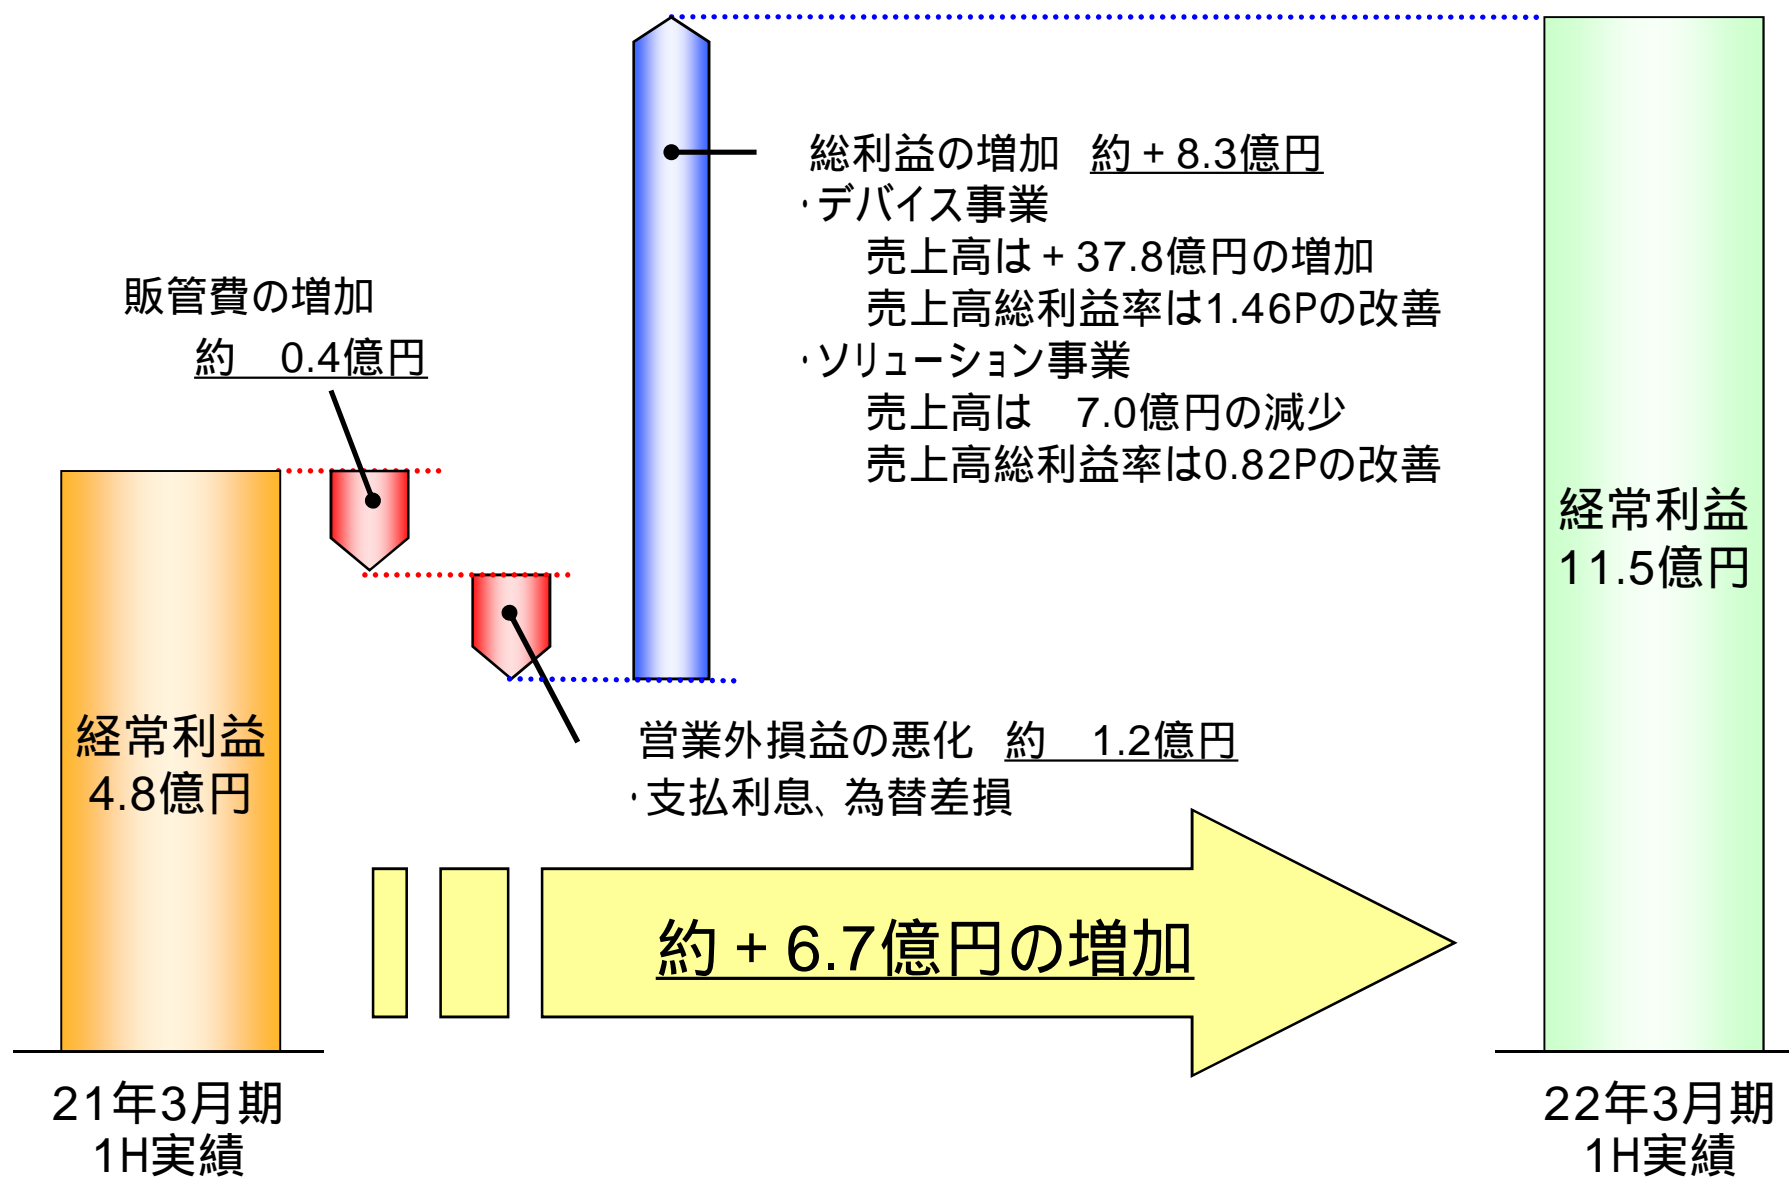 総利益の増加 約+8.3億円
・デバイス事業
売上高は+37.8億円の増加
売上高総利益率は1.46Pの改善
・ソリューション事業
売上高は 7.0億円の減少
売上高総利益率は0.82Pの改善
販管費の増加
約 0.4億円
経常利益
11.5億円
経常利益
4.8億円
営業外損益の悪化 約 1.2億円
・支払利息、為替差損
約+6.7億円の増加
21年3月期
1H実績
22年3月期
1H実績